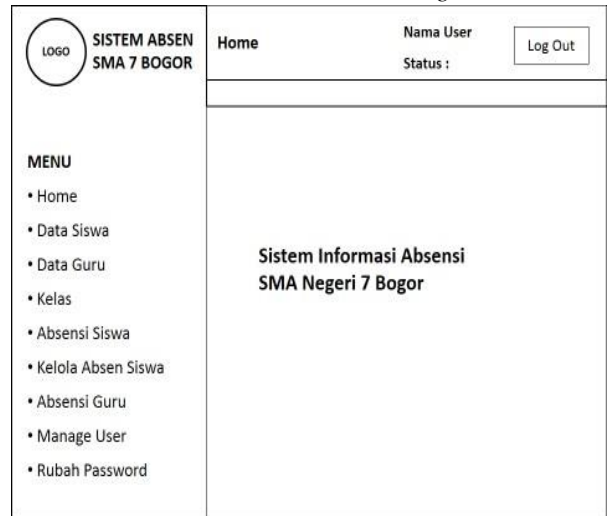 LOGO
SISTEM ABSEN
SMA 7 BOGOR
Home
Nama User
Status :
Log Out
MENU
• Home
• Data Siswa
• Data Guru
• Kelas
• Absensi Siswa
• Kelola Absen Siswa
• Absensi Guru
• Manage User
• Rubah Password
Sistem Informasi Absensi
SMA Negeri 7 Bogor